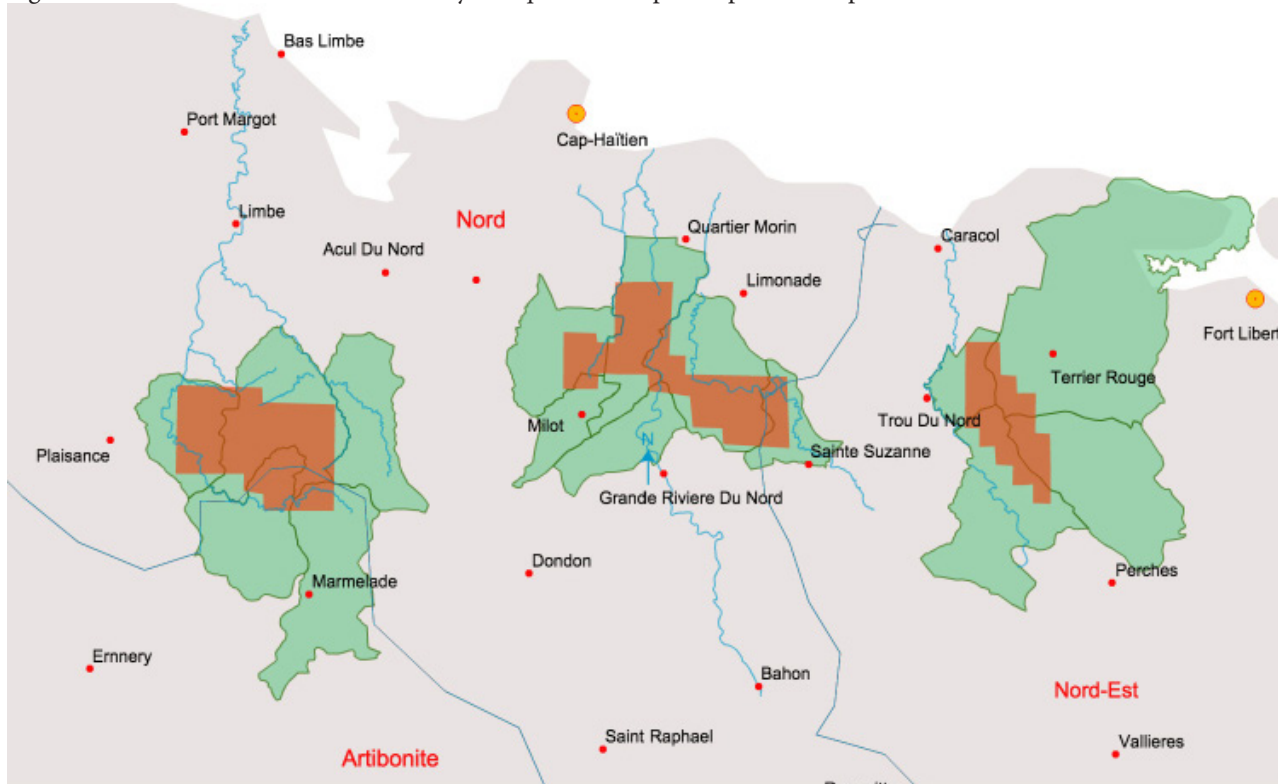 Bas Limbe
Port Margot
Cap-Haïtien
Limbe
Nord
Quartier Morin
Caracol
Acul Du Nord
Limonade
Fort Libert
Terrier Rouge
Milot
Trou Du Nord
Plaisance
N
Sainte Suzanne
Grande Riviere Du Nord
Dondon
Marmelade
Perches
Ernnery
Bahon
Nord-Est
Saint Raphael
Vallieres
Artibonite